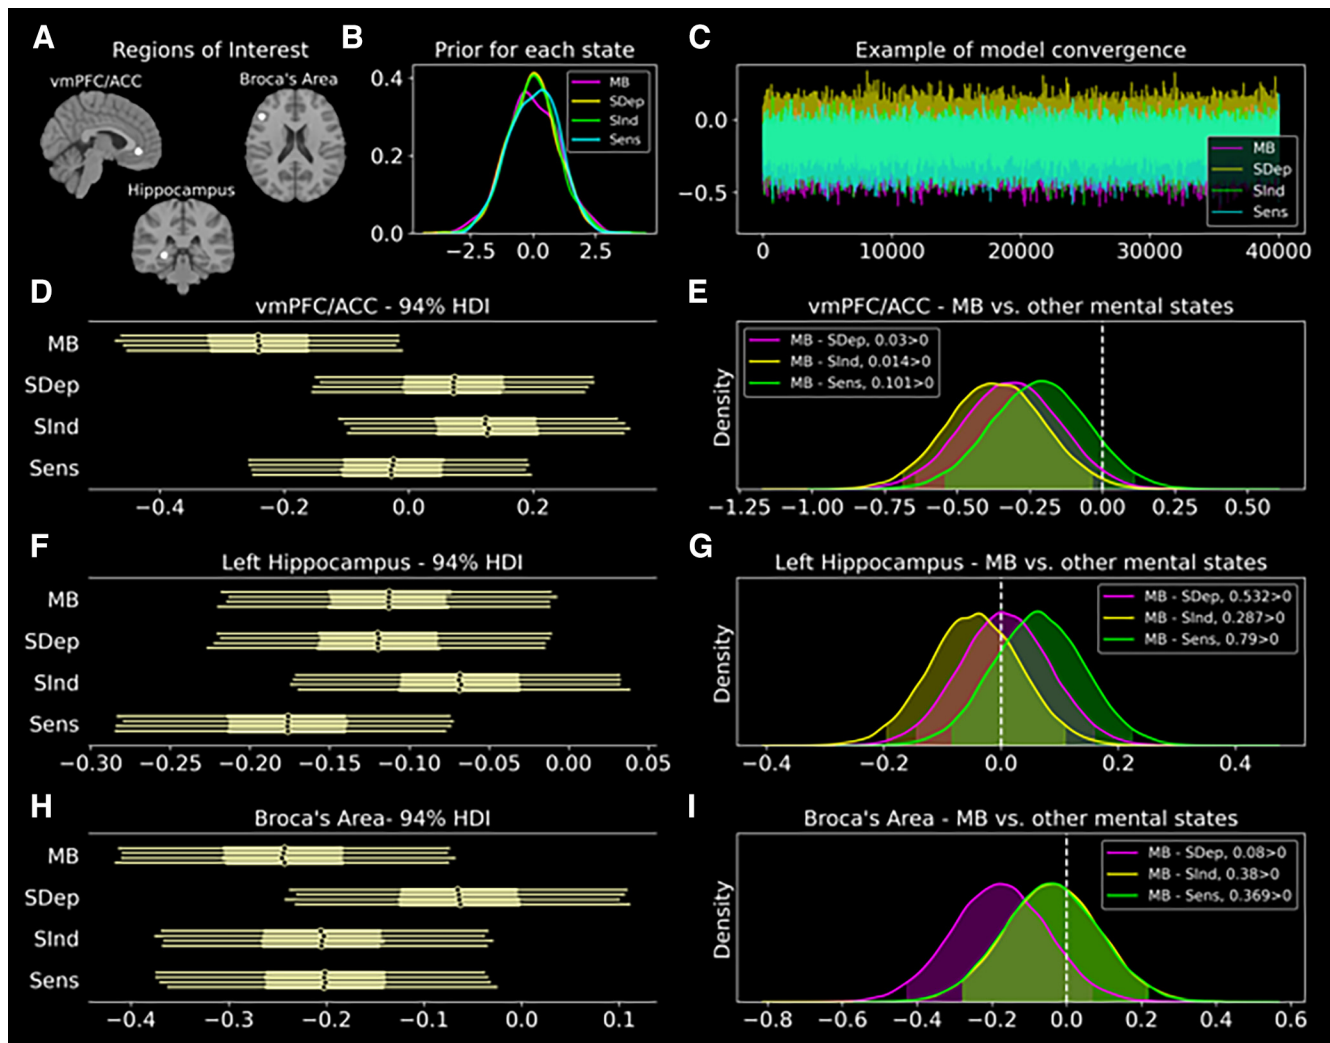 A
Regions of Interest
vmPFC/ACC
Broca's Area
Hippocampus
B
Prior for each state
0.4
0.2
0.0
MB
SDep
SInd
Sens
−2.5 0.0 2.5
C
Example of model convergence
0.0
−0.5
MB
SDep
SInd
Sens
0 10000 20000 30000 40000
D
vmPFC/ACC - 94% HDI
MB
SDep
SInd
Sens
−0.4 −0.2 0.0 0.2
E
vmPFC/ACC - MB vs. other mental states
MB - SDep, 0.03>0
MB - SInd, 0.014>0
MB - Sens, 0.101>0
Density
−1.25 −1.00 −0.75 −0.50 −0.25 0.00 0.25 0.50
F
Left Hippocampus - 94% HDI
MB
SDep
SInd
Sens
−0.30 −0.25 −0.20 −0.15 −0.10 −0.05 0.00 0.05
G
Left Hippocampus - MB vs. other mental states
MB - SDep, 0.532>0
MB - SInd, 0.287>0
MB - Sens, 0.79>0
Density
−0.4 −0.2 0.0 0.2 0.4
H
Broca's Area- 94% HDI
MB
SDep
SInd
Sens
−0.4 −0.3 −0.2 −0.1 0.0 0.1
I
Broca's Area - MB vs. other mental states
MB - SDep, 0.08>0
MB - SInd, 0.38>0
MB - Sens, 0.369>0
Density
−0.8 −0.6 −0.4 −0.2 0.0 0.2 0.4 0.6